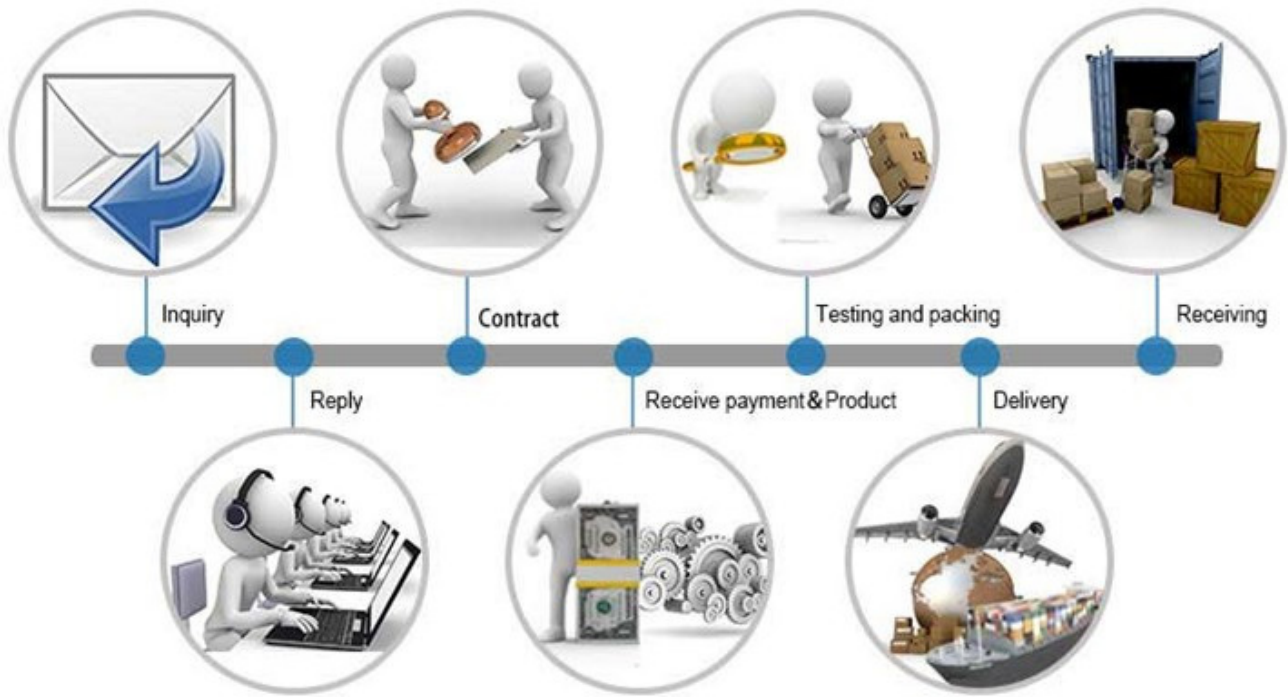 Inquiry
Reply
Contract
Receive payment&Product
Testing and packing
Delivery
Receiving